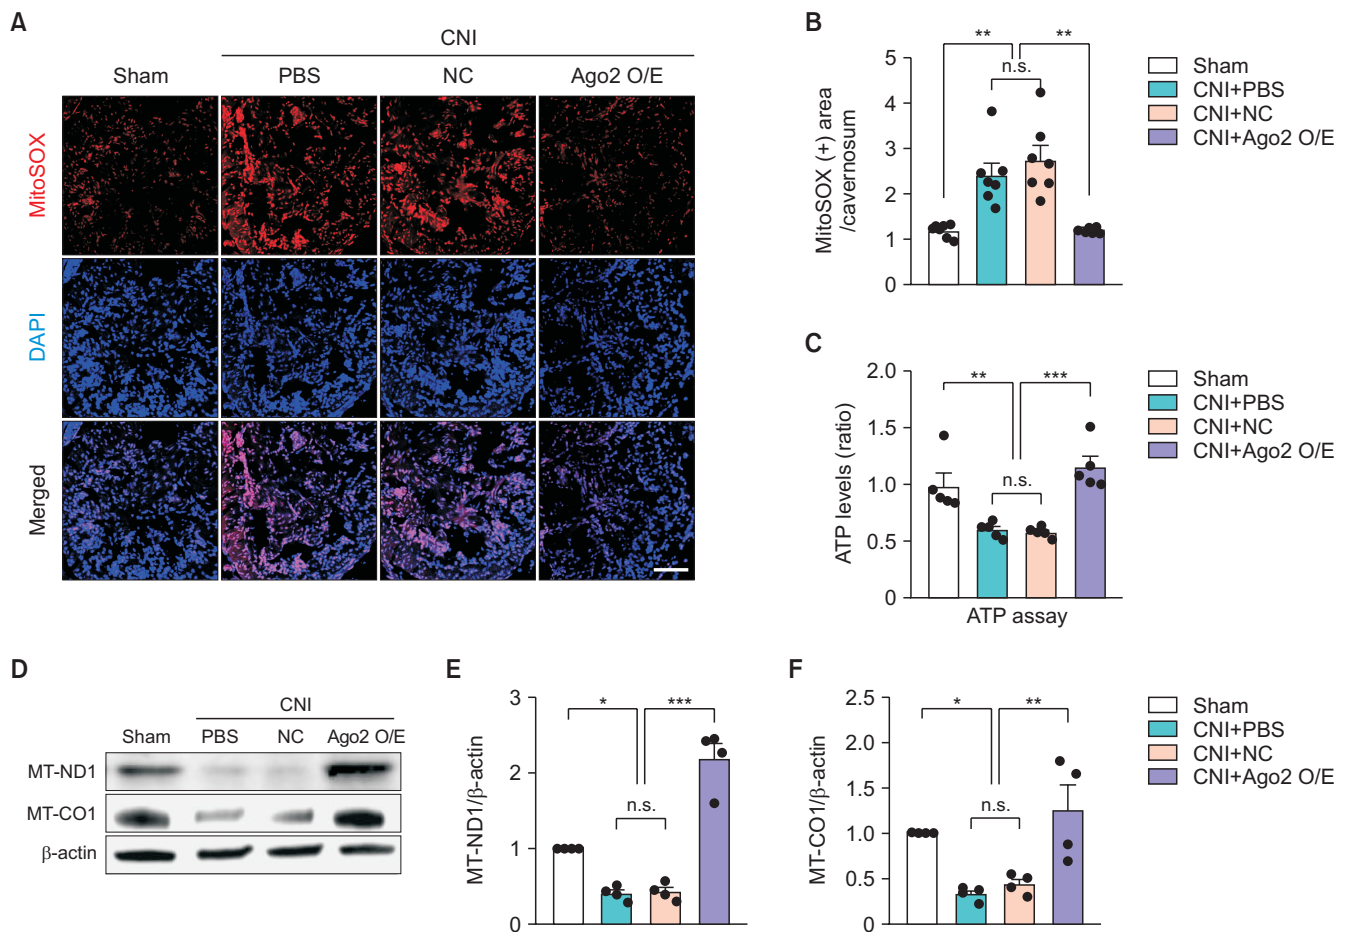 A
CNI
Sham PBS NC Ago2 O/E
MitoSOX
DAPI
Merged
B
MitoSOX (+) area
/cavernosum
5
4
3
2
1
0
** **
n.s.
Sham
CNI+PBS
CNI+NC
CNI+Ago2 O/E
C
ATP levels (ratio)
2.0
1.5
1.0
0.5
0
** ***
n.s.
ATP assay
Sham
CNI+PBS
CNI+NC
CNI+Ago2 O/E
D
CNI
Sham PBS NC Ago2 O/E
MT-ND1
MT-CO1
β-actin
E
MT-ND1/β-actin
3
2
1
0
* ***
n.s.
F
MT-CO1/β-actin
2.5
2.0
1.5
1.0
0.5
0
* **
n.s.
Sham
CNI+PBS
CNI+NC
CNI+Ago2 O/E